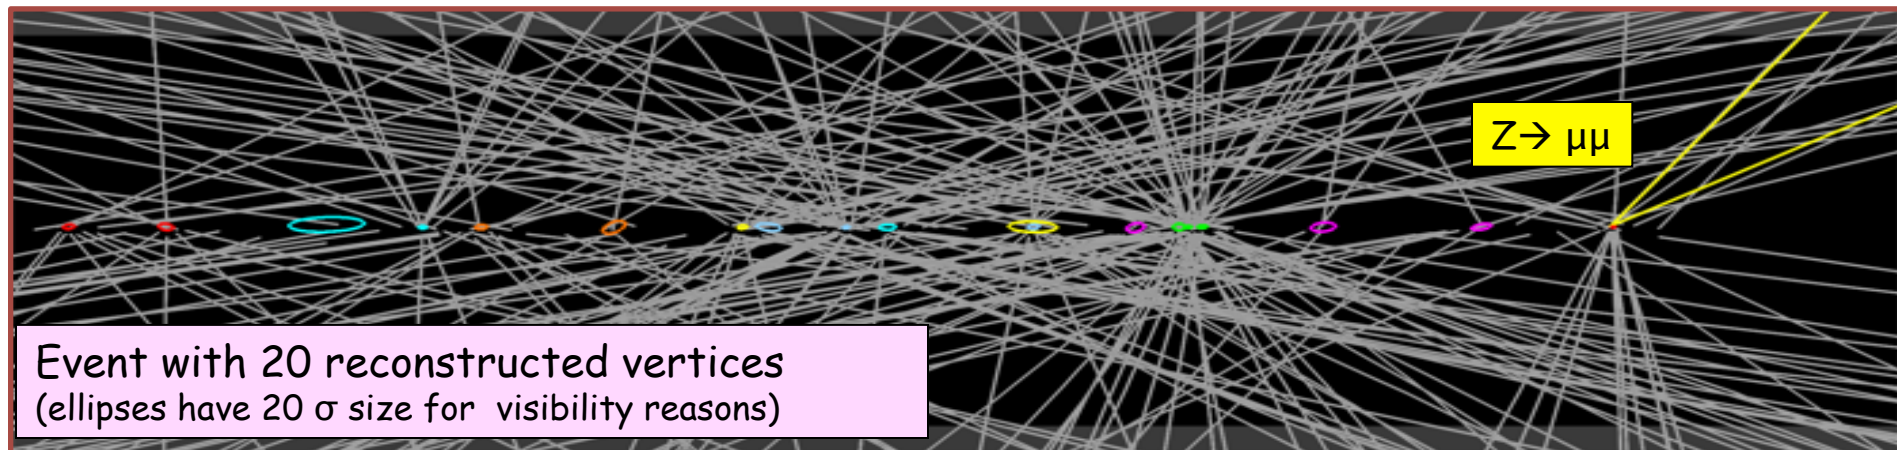 Z→ μμ
Event with 20 reconstructed vertices
(ellipses have 20 σ size for visibility reasons)